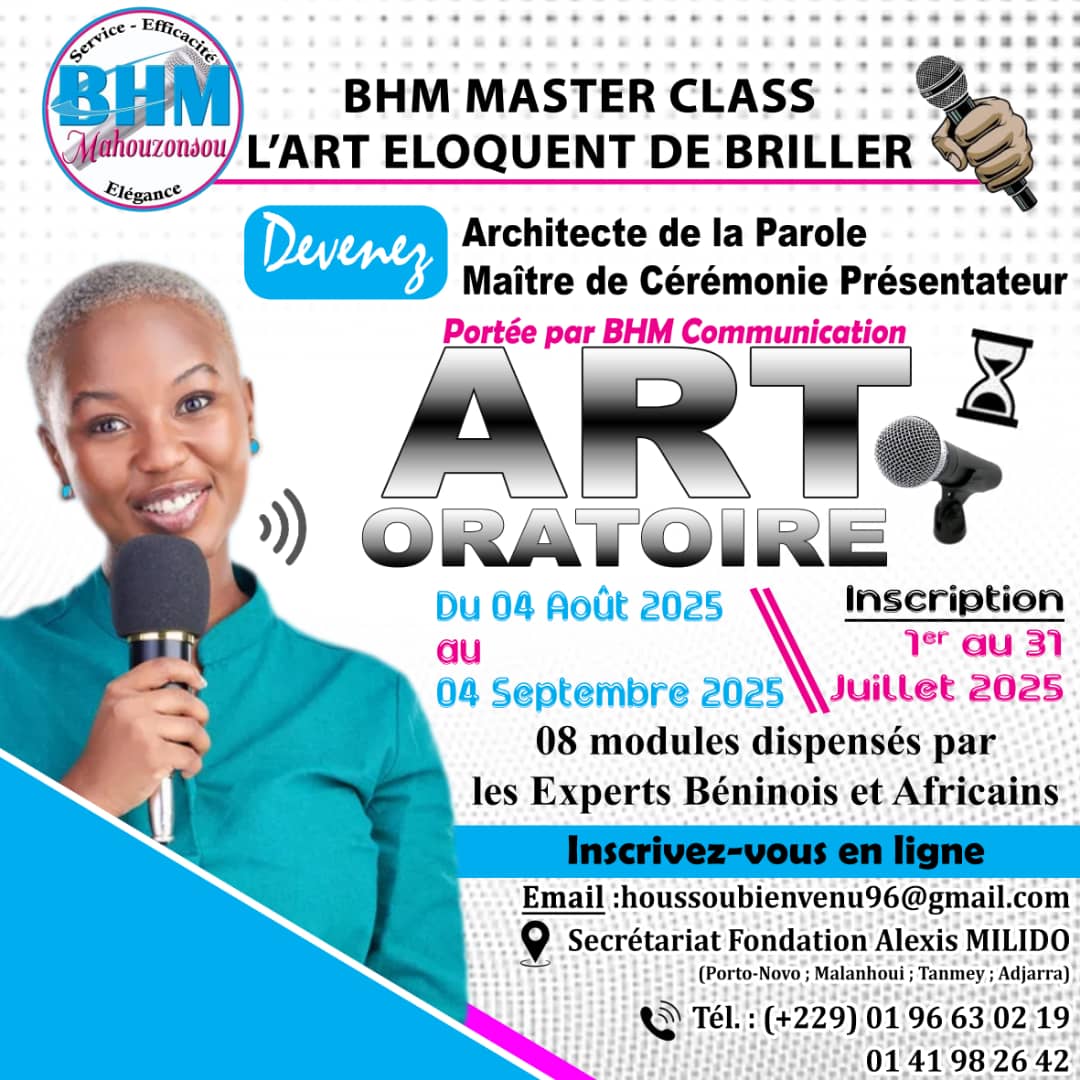 Service - Efficacité
BHM
Mahouzonsou
Elégance
BHM MASTER CLASS
L'ART ELOQUENT DE BRILLER
Devenez
Architecte de la Parole
Maître de Cérémonie Présentateur
Portée par BHM Communication
ART
ORATOIRE
Du 04 Août 2025
au
04 Septembre 2025
Inscription
1er au 31
Juillet 2025
08 modules dispensés par
les Experts Béninois et Africains
Inscrivez-vous en ligne
Email :houssoubienvenu96@gmail.com
Secrétariat Fondation Alexis MILIDO
(Porto-Novo ; Malanhoui ; Tanmey ; Adjarra)
Tél. : (+229) 01 96 63 02 19
01 41 98 26 42